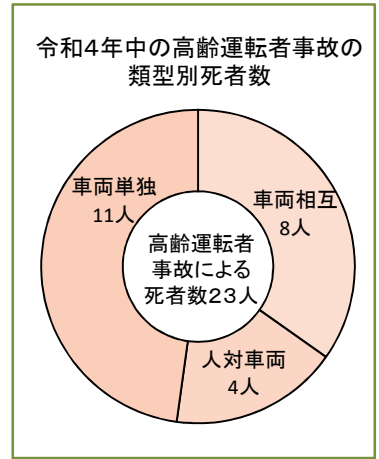 令和4年中の高齢運転者事故の
類型別死者数
車両相互
8人
人対車両
4人
車両単独
11人
高齢運転者
事故による
死者数23人